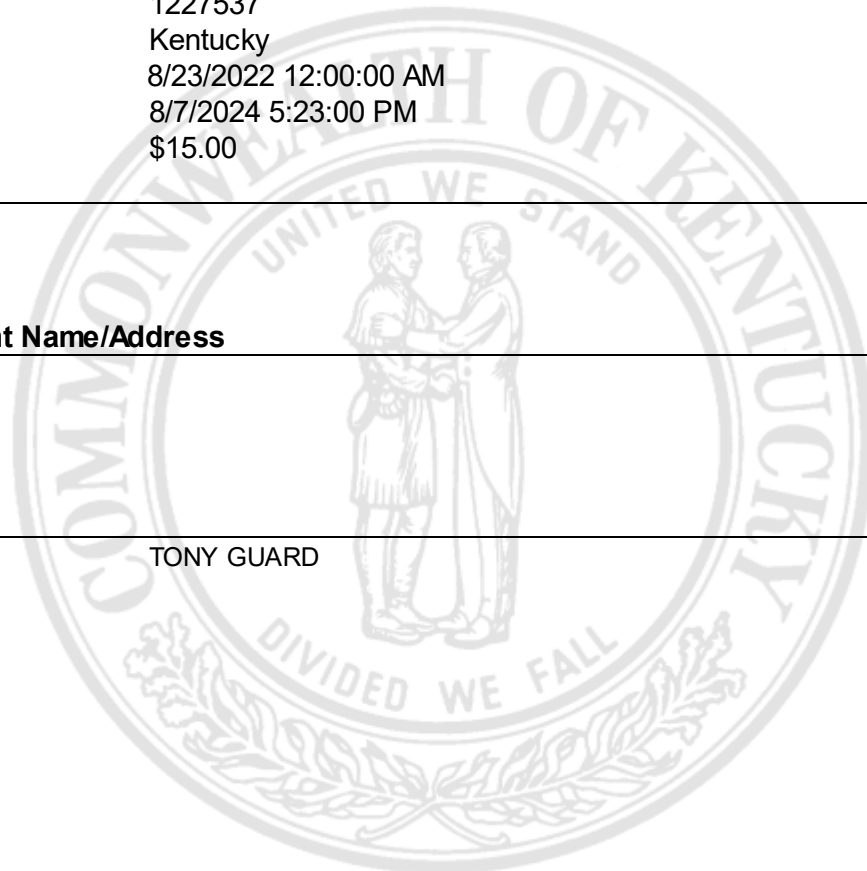 1227537
Kentucky
8/23/2022 12:00:00 AM
8/7/2024 5:23:00 PM
$15.00
COMMONWEALTH OF KENTUCKY
UNITED WE STAND
t Name/Address
TONY GUARD
DIVIDED WE FALL